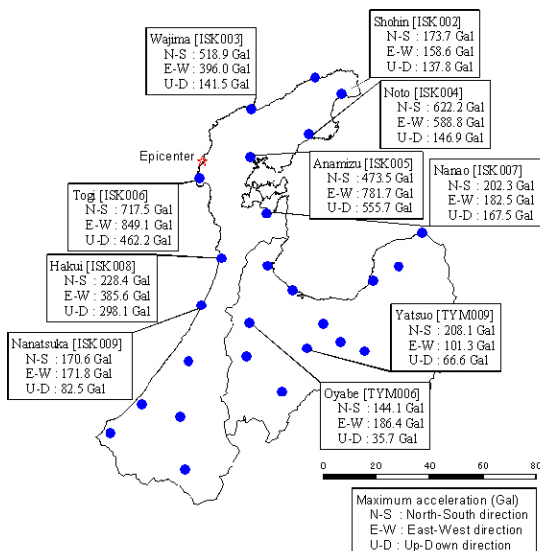 Shohin [ISK002]
N-S : 173.7 Gal
E-W : 158.6 Gal
U-D : 137.8 Gal
Wajima [ISK003]
N-S : 518.9 Gal
E-W : 396.0 Gal
U-D : 141.5 Gal
Noto [ISK004]
N-S : 622.2 Gal
E-W : 588.8 Gal
U-D : 146.9 Gal
Epicenter
Anamizu [ISK005]
N-S : 473.5 Gal
E-W : 781.7 Gal
U-D : 555.7 Gal
Nanao [ISK007]
N-S : 202.3 Gal
E-W : 182.5 Gal
U-D : 167.5 Gal
Togi [ISK006]
N-S : 717.5 Gal
E-W : 849.1 Gal
U-D : 462.2 Gal
Hakui [ISK008]
N-S : 228.4 Gal
E-W : 385.6 Gal
U-D : 298.1 Gal
Yatsuo [TYM009]
N-S : 208.1 Gal
E-W : 101.3 Gal
U-D : 66.6 Gal
Nanatsuka [ISK009]
N-S : 170.6 Gal
E-W : 171.8 Gal
U-D : 82.5 Gal
Oyabe [TYM006]
N-S : 144.1 Gal
E-W : 186.4 Gal
U-D : 35.7 Gal
0 20 40 60 80
Maximum acceleration (Gal)
N-S : North-South direction
E-W : East-West direction
U-D : Up-Down direction